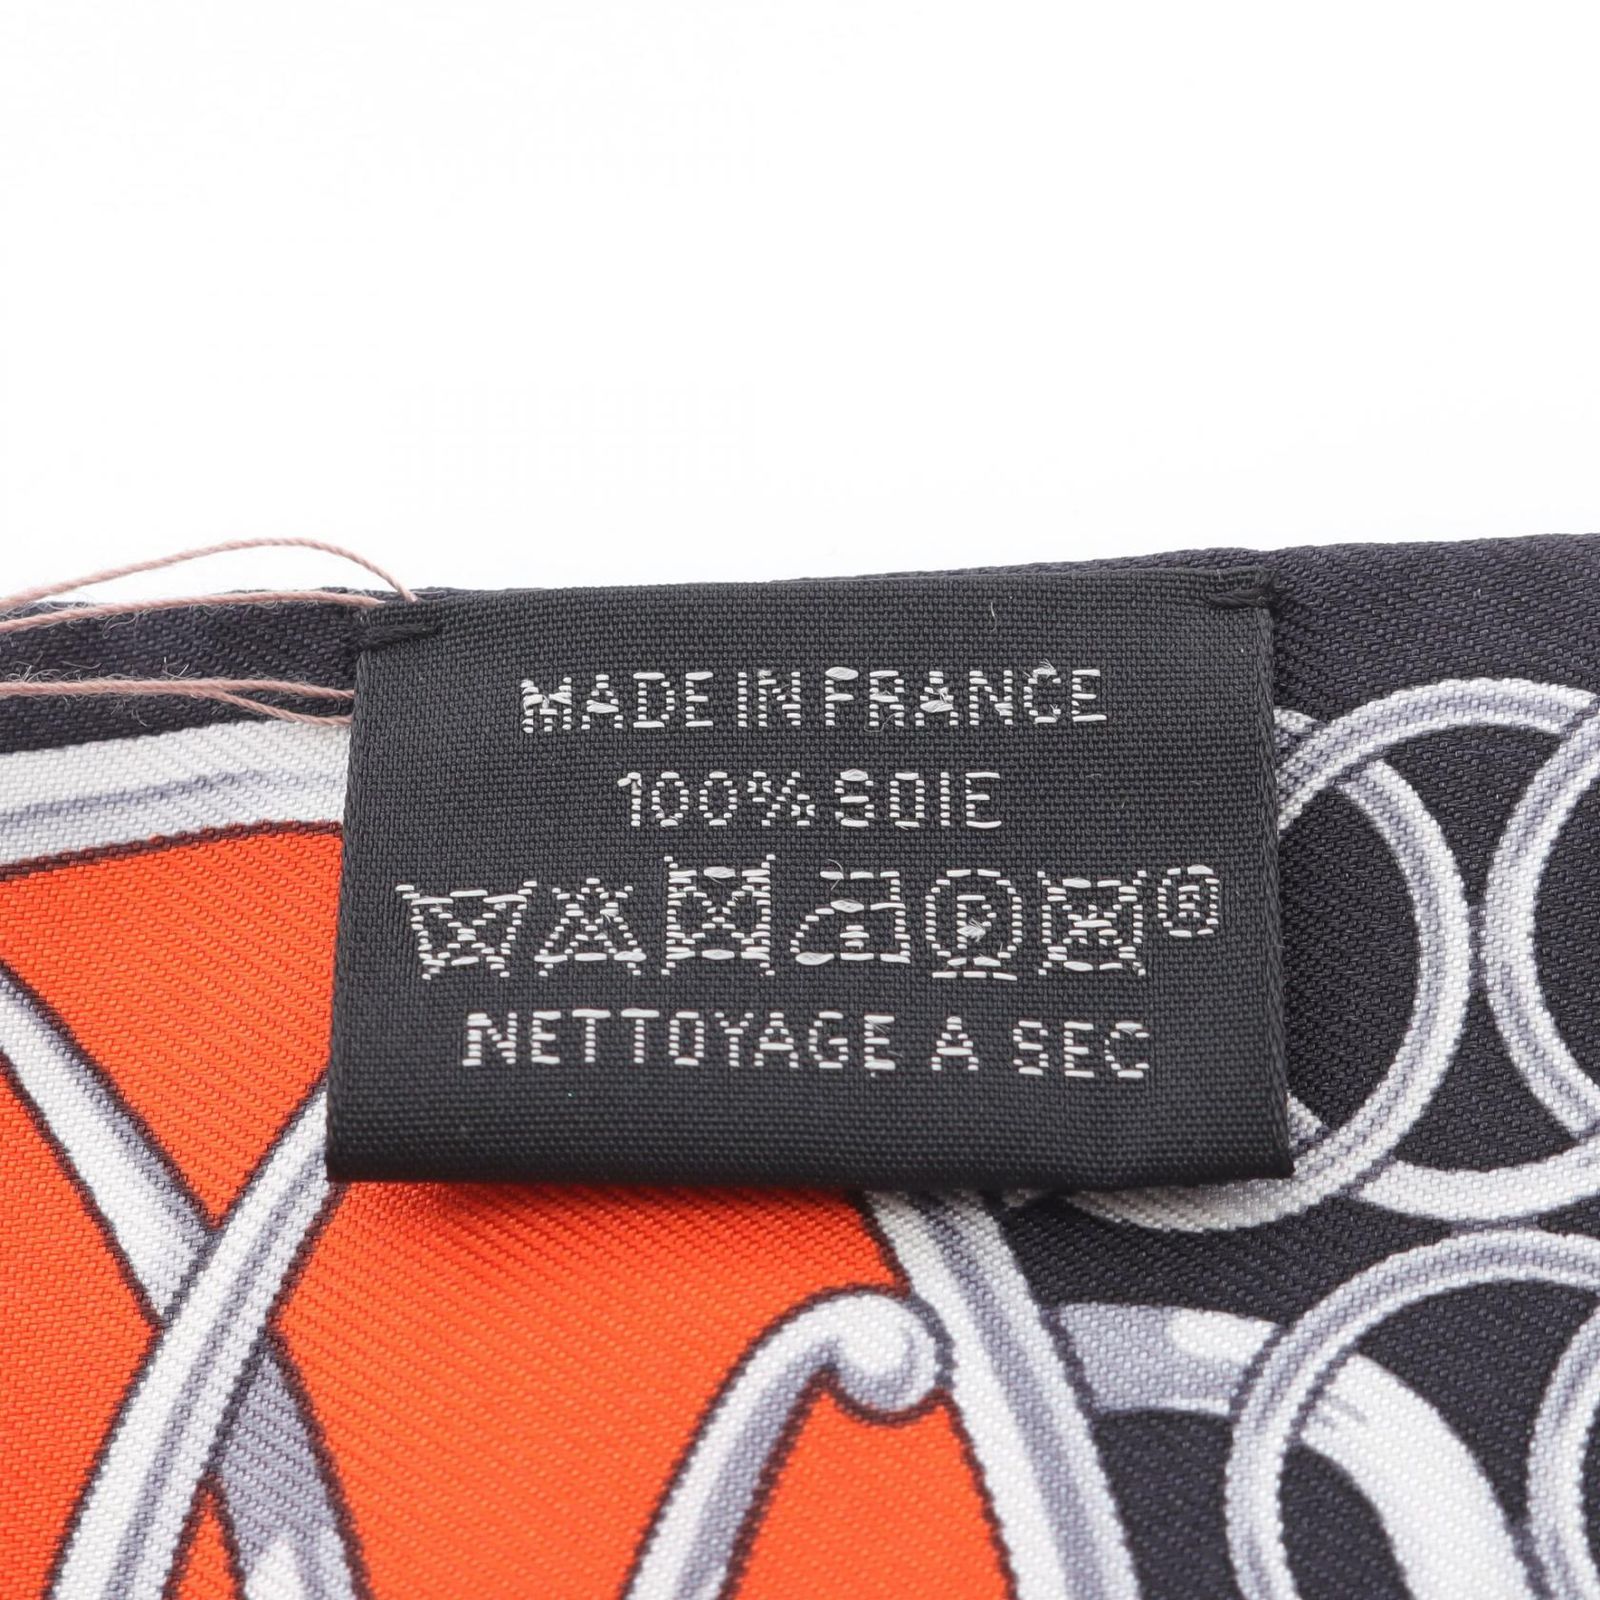 MADE IN FRANCE
100% SOIE
P ®
NETTOYAGE A SEC